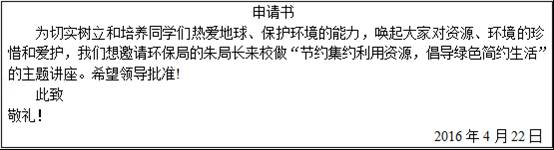 申请书
为切实树立和培养同学们热爱地球、保护环境的能力，唤起大家对资源、环境的珍
惜和爱护，我们想邀请环保局的朱局长来校做“节约集约利用资源，倡导绿色简约生活”
的主题讲座。希望领导批准!
此致
敬礼!
2016 年 4 月 22 日